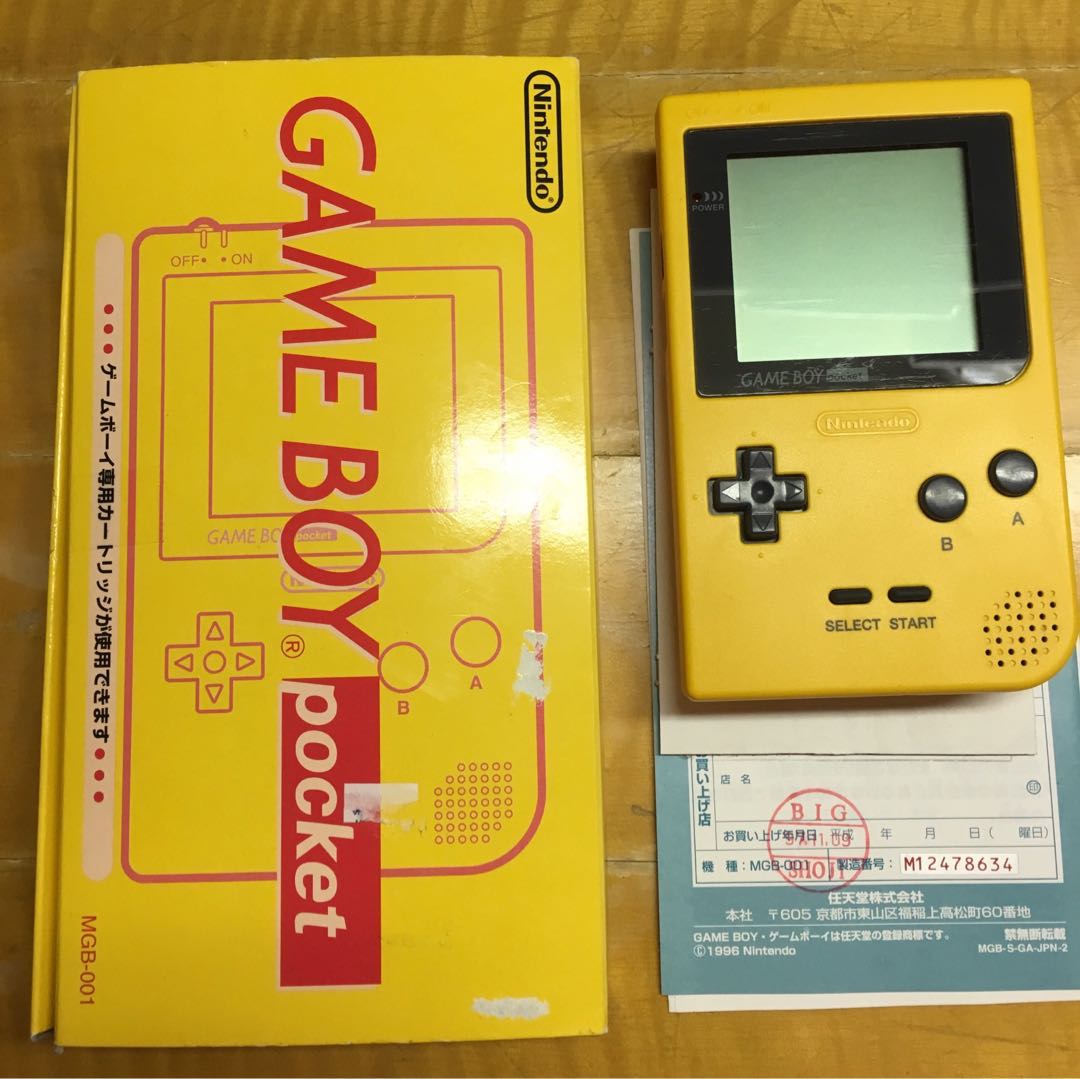 Nintendo®
GAME BOY® pocket
OFF• •ON
GAME BOY pocket
Nintendo
B
A
•••ゲームボーイ専用カートリッジが使用できます•••
MGB-001
POWER
GAME BOY pocket
Nintendo
A
B
SELECT START
お買い上げ店
店名
印
お買い上げ年月日 平成 年 月 日( 曜日)
BIG
SHOJI
機種:MGB-001 製造番号: M12478634
任天堂株式会社
本社 〒605 京都市東山区福稲上高松町60番地
GAME BOY・ゲームボーイは任天堂の登録商標です。
禁無断転載
©1996 Nintendo
MGB-S-GA-JPN-2